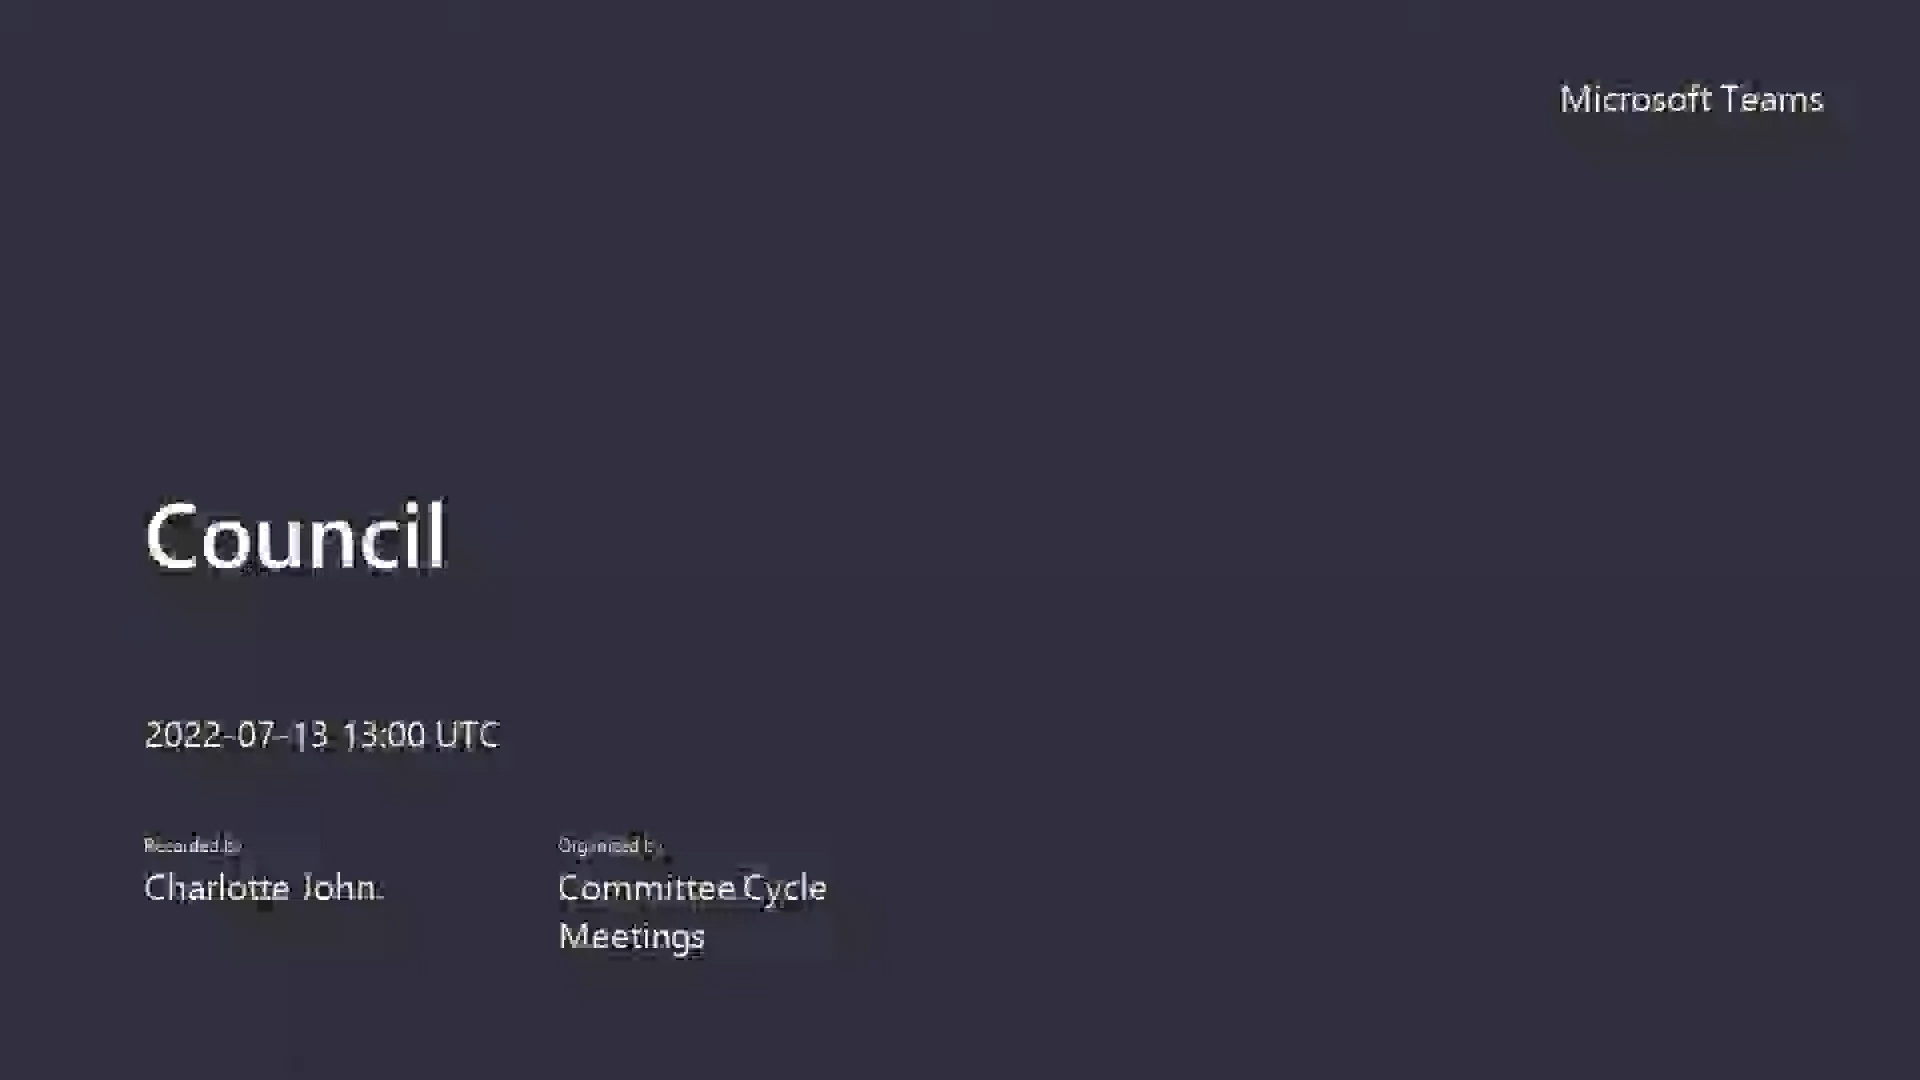 Microsoft Teams
Council
2022-07-13 13:00 UTC
Recorded by
Organized by
Charlotte John
Committee Cycle
Meetings